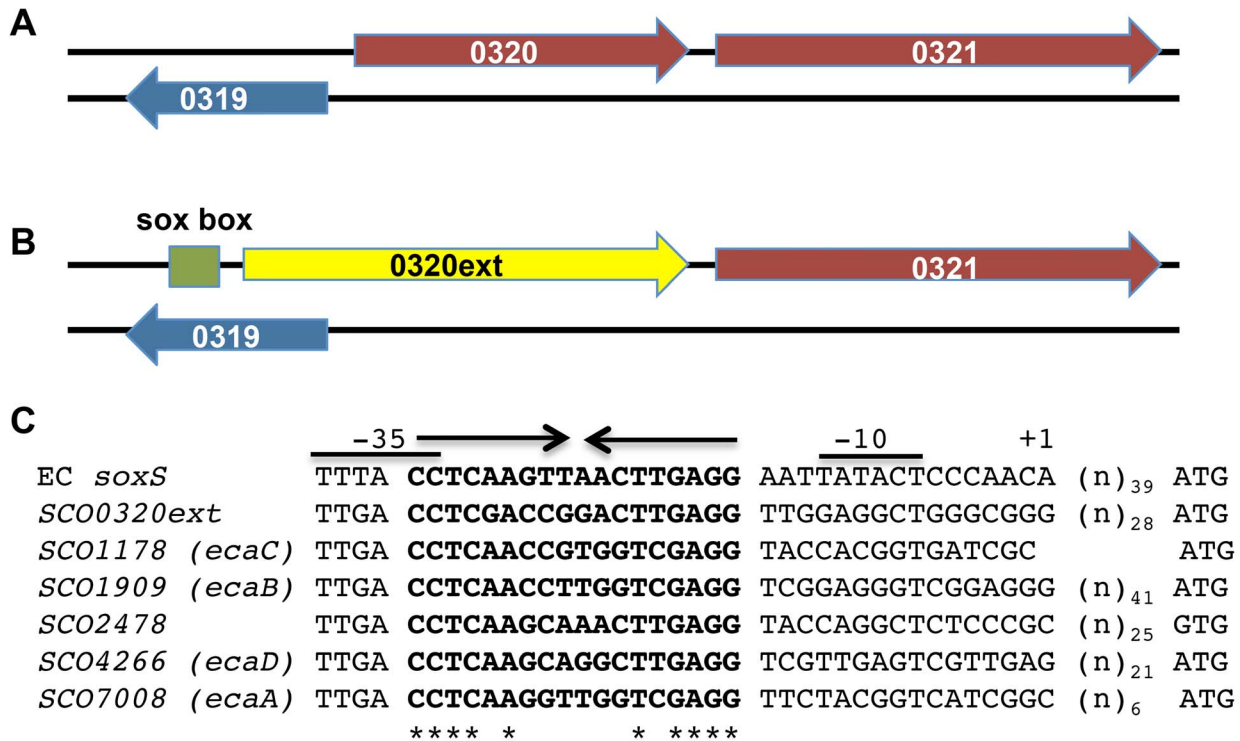 A
0320
0321
0319
sox box
B
0320ext
0321
0319
C
–35
–10
+1
EC soxS TTTA CCTCAAGTTAACTTGAGG AATTATACTCCCAACA (n)39 ATG
SCO0320ext TTGA CCTCGACCGGACTTGAGG TTGGAGGCTGGGCGGG (n)28 ATG
SCO1178 (ecaC) TTGA CCTCAACCGTGGTCGAGG TACCACGGTGATCGC ATG
SCO1909 (ecaB) TTGA CCTCAACCTTGGTCGAGG TCGGAGGGTCGGAGGG (n)41 ATG
SCO2478 TTGA CCTCAAGCAAACTTGAGG TACCAGGCTCTCCCGC (n)25 GTG
SCO4266 (ecaD) TTGA CCTCAAGCAGGCTTGAGG TCGTTGAGTCGTTGAG (n)21 ATG
SCO7008 (ecaA) TTGA CCTCAAGGTTGGTCGAGG TTCTACGGTCATCGGC (n)6 ATG
**** * * ****